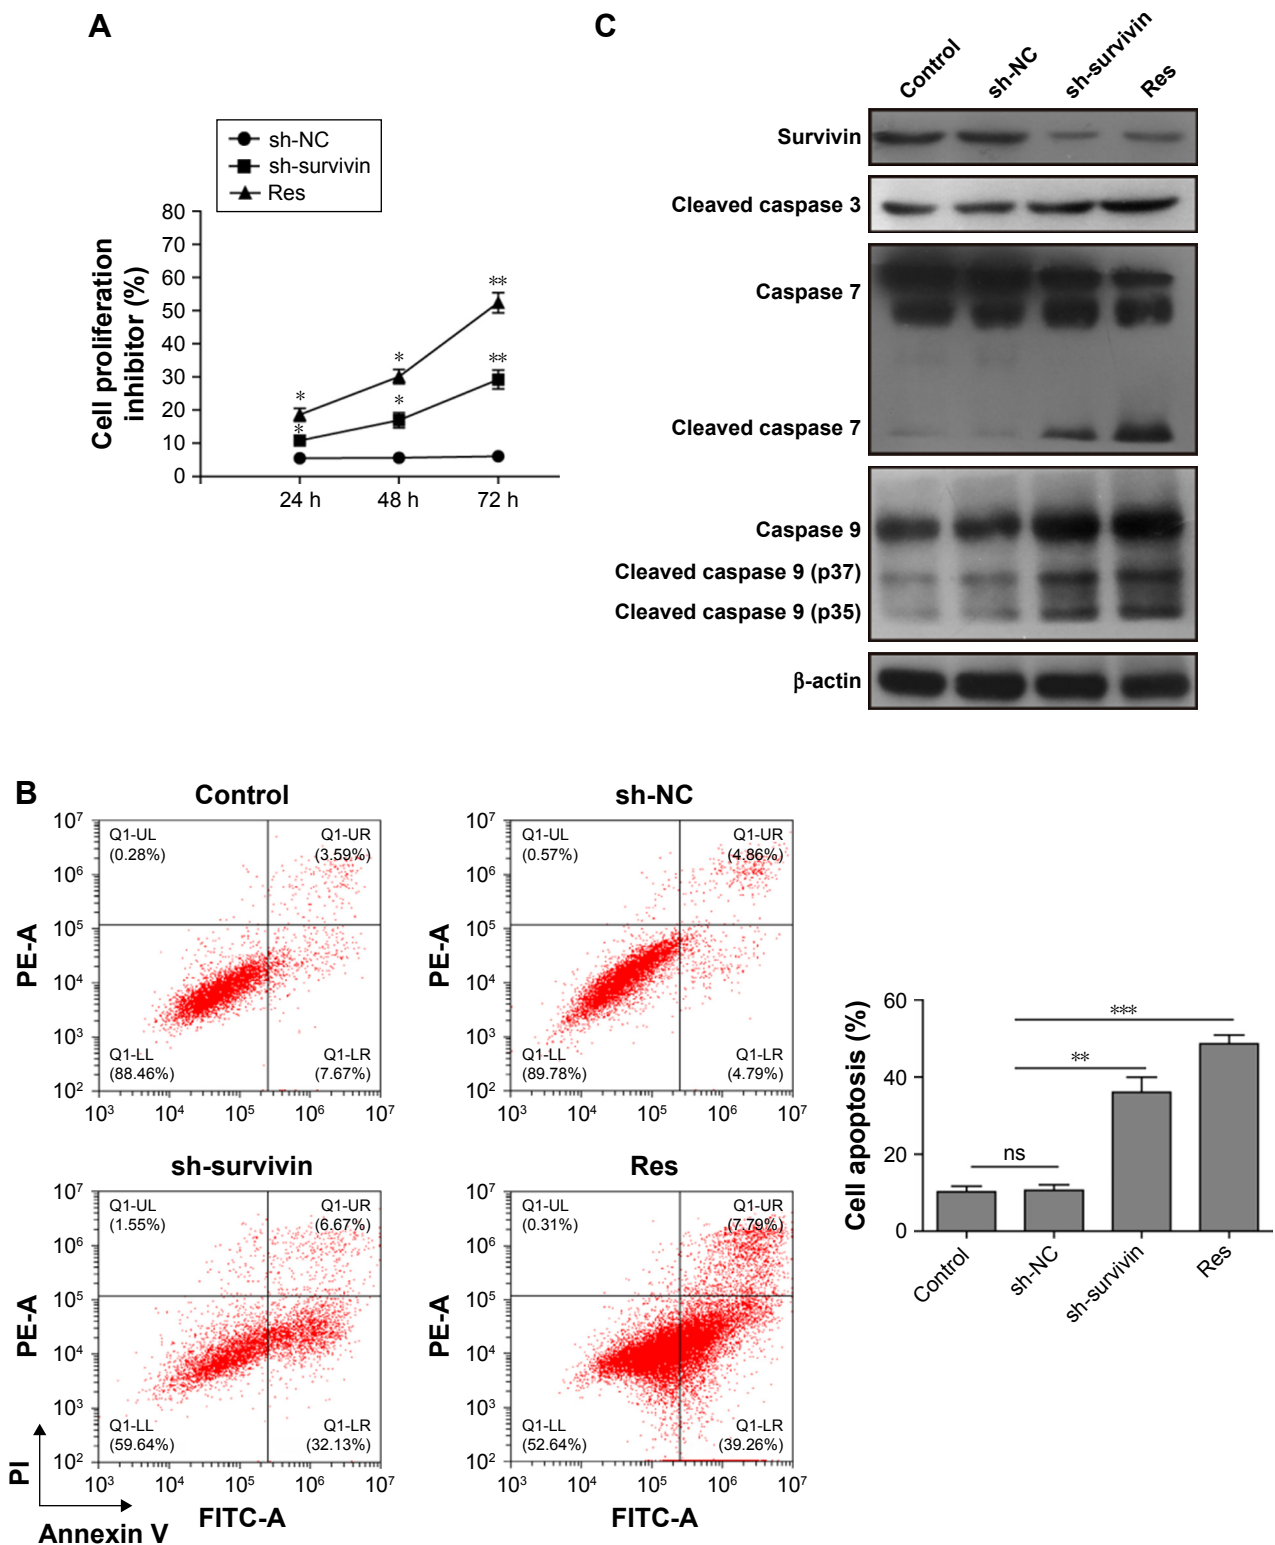 A
sh-NC
sh-survivin
Res
Cell proliferation
inhibitor (%)
80
70
60
50
40
30
20
10
0
*
*
*
*
**
**
24 h
48 h
72 h
C
Control
sh-NC
sh-survivin
Res
Survivin
Cleaved caspase 3
Caspase 7
Cleaved caspase 7
Caspase 9
Cleaved caspase 9 (p37)
Cleaved caspase 9 (p35)
β-actin
B
Control
PE-A
10⁷
10⁶
10⁵
10⁴
10³
10²
Q1-UL
(0.28%)
Q1-UR
(3.59%)
Q1-LL
(88.46%)
Q1-LR
(7.67%)
10³ 10⁴ 10⁵ 10⁶ 10⁷
sh-NC
PE-A
10⁷
10⁶
10⁵
10⁴
10³
10²
Q1-UL
(0.57%)
Q1-UR
(4.86%)
Q1-LL
(89.78%)
Q1-LR
(4.79%)
10³ 10⁴ 10⁵ 10⁶ 10⁷
sh-survivin
PE-A
10⁷
10⁶
10⁵
10⁴
10³
10²
Q1-UL
(1.55%)
Q1-UR
(6.67%)
Q1-LL
(59.64%)
Q1-LR
(32.13%)
10³ 10⁴ 10⁵ 10⁶ 10⁷
FITC-A
PI
Annexin V
Res
PE-A
10⁷
10⁶
10⁵
10⁴
10³
10²
Q1-UL
(0.31%)
Q1-UR
(7.79%)
Q1-LL
(52.64%)
Q1-LR
(39.26%)
10³ 10⁴ 10⁵ 10⁶ 10⁷
FITC-A
Cell apoptosis (%)
60
40
20
0
ns
**
***
Control
sh-NC
sh-survivin
Res